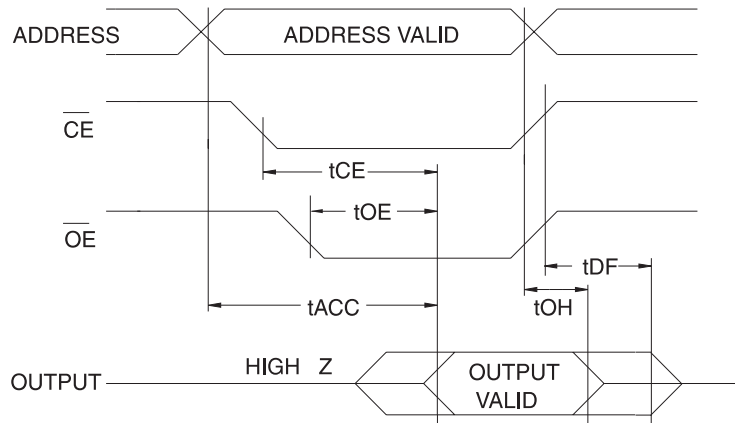 ADDRESS
ADDRESS VALID
CE
tCE
tOE
OE
tDF
tACC
tOH
HIGH Z
OUTPUT
OUTPUT
VALID